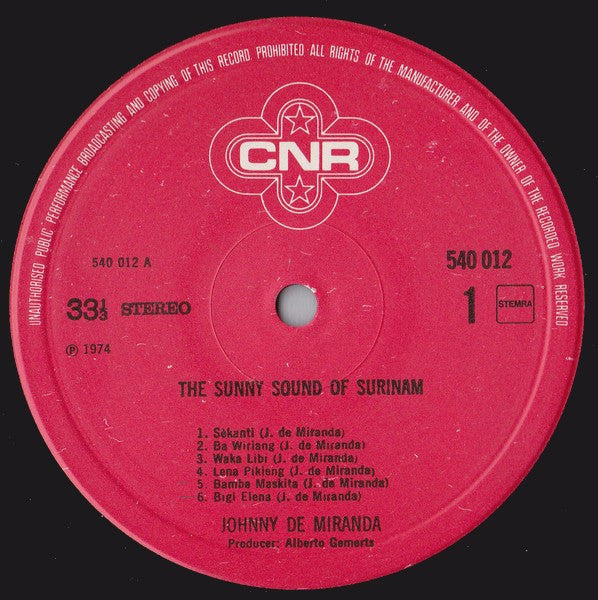 UNAUTHORISED PUBLIC PERFORMANCE BROADCASTING AND COPYING OF THIS RECORD PROHIBITED ALL RIGHTS OF THE MANUFACTURER AND OF THE OWNER OF THE RECORDED WORK RESERVED
CNR
540 012 A
540 012
33⅓ STEREO
1 STEMRA
℗ 1974
THE SUNNY SOUND OF SURINAM
1. Sèkanti (J. de Miranda)
2. Ba Wiriang (J. de Miranda)
3. Waka Libi (J. de Miranda)
4. Lena Pikieng (J. de Miranda)
5. Bamba Maskita (J. de Miranda)
6. Bigi Elena (J. de Miranda)
JOHNNY DE MIRANDA
Producer: Alberto Gemerts